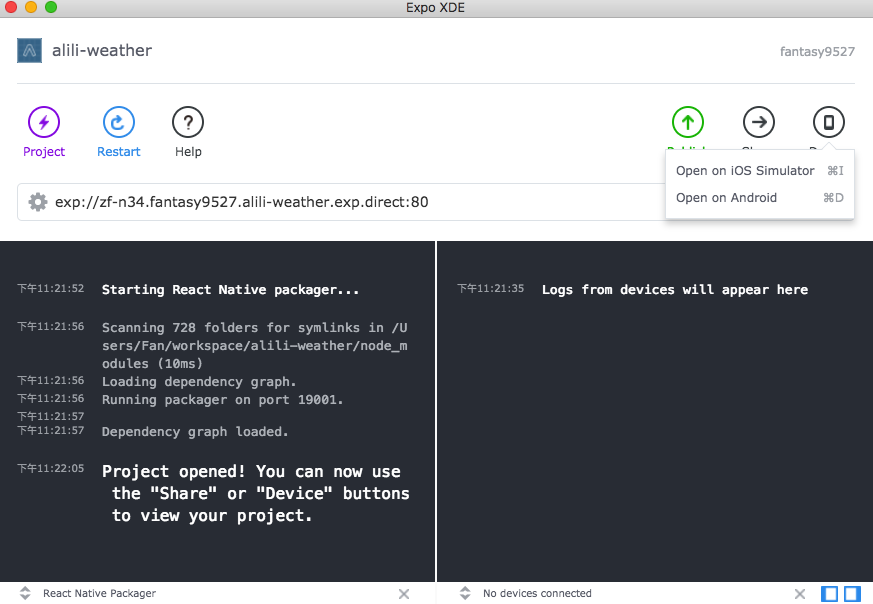 Expo XDE
alili-weather
fantasy9527
Project
Restart
Help
Open on iOS Simulator ⌘I
Open on Android ⌘D
exp://zf-n34.fantasy9527.alili-weather.exp.direct:80
下午11:21:52 Starting React Native packager...
下午11:21:56 Scanning 728 folders for symlinks in /U
sers/Fan/workspace/alili-weather/node_m
odules (10ms)
下午11:21:56 Loading dependency graph.
下午11:21:56 Running packager on port 19001.
下午11:21:57
下午11:21:57 Dependency graph loaded.
下午11:22:05 Project opened! You can now use
the "Share" or "Device" buttons
to view your project.
下午11:21:35 Logs from devices will appear here
React Native Packager
No devices connected